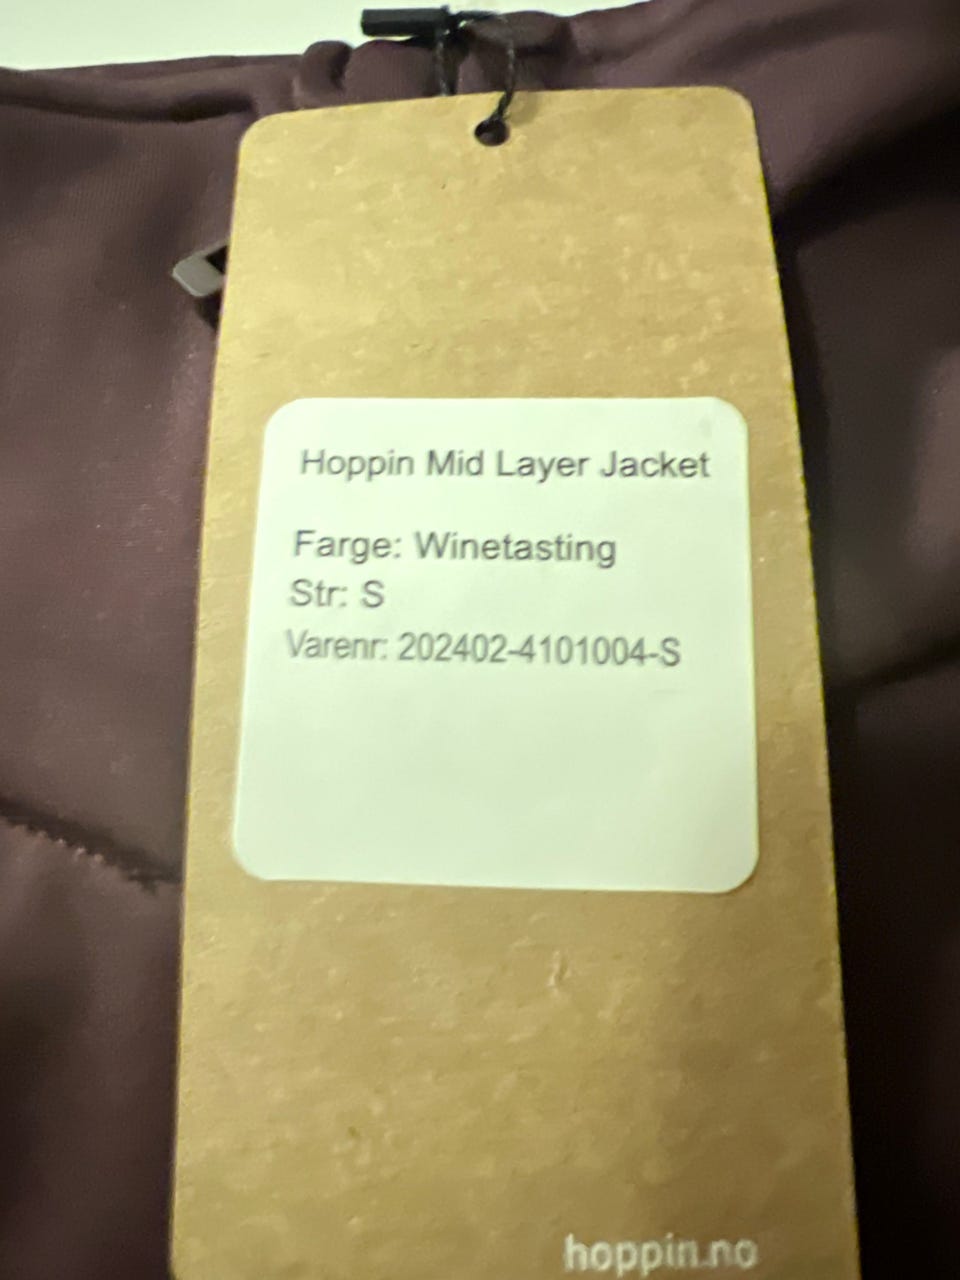 Hoppin Mid Layer Jacket
Farge: Winetasting
Str: S
Varenr: 202402-4101004-S
hoppin.no